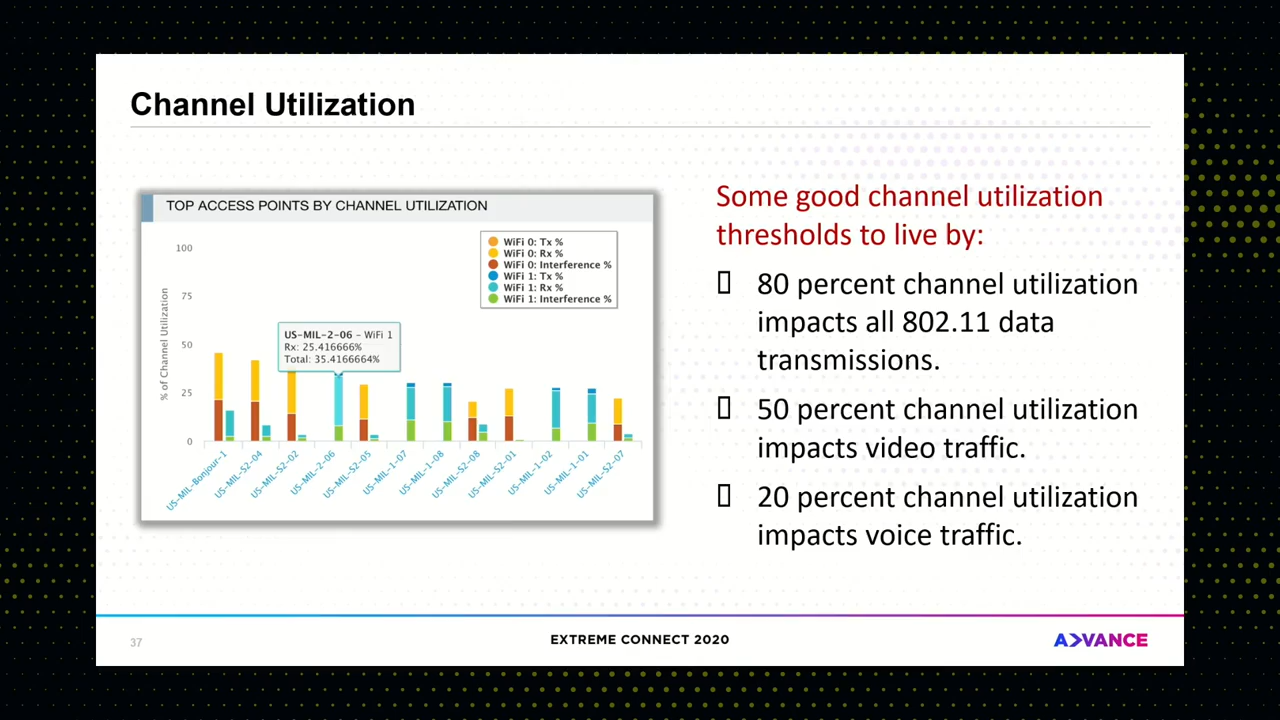 Channel Utilization
TOP ACCESS POINTS BY CHANNEL UTILIZATION
% of Channel Utilization
100
75
50
25
0
WiFi 0: Tx %
WiFi 0: Rx %
WiFi 0: Interference %
WiFi 1: Tx %
WiFi 1: Rx %
WiFi 1: Interference %
US-MIL-2-06 - WiFi 1
Rx: 25.416666%
Total: 35.4166664%
US-MIL-Bonjour-1
US-MIL-S2-04
US-MIL-S2-02
US-MIL-2-06
US-MIL-S2-05
US-MIL-1-07
US-MIL-1-08
US-MIL-S2-08
US-MIL-S2-01
US-MIL-1-02
US-MIL-1-01
US-MIL-S2-07
Some good channel utilization
thresholds to live by:
80 percent channel utilization
impacts all 802.11 data
transmissions.
50 percent channel utilization
impacts video traffic.
20 percent channel utilization
impacts voice traffic.
37
EXTREME CONNECT 2020
ADVANCE